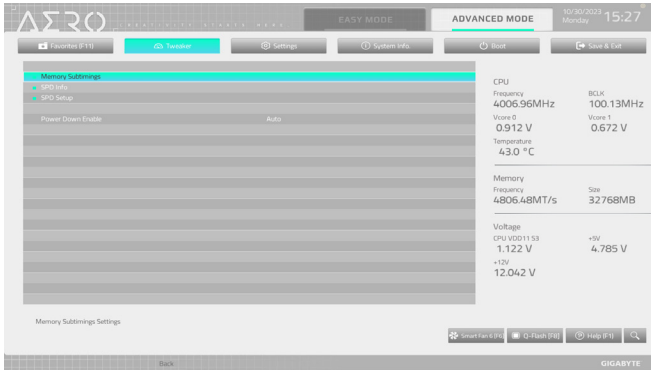 AERO
CREATIVITY STARTS HERE.
EASY MODE
ADVANCED MODE
10/30/2023 Monday 15:27
Favorites (F11)
Tweaker
Settings
System Info.
Boot
Save & Exit
Memory Subtimings
SPD Info
SPD Setup
Power Down Enable Auto
CPU
Frequency BCLK
4006.96MHz 100.13MHz
Vcore 0 Vcore 1
0.912 V 0.672 V
Temperature
43.0 °C
Memory
Frequency Size
4806.48MT/s 32768MB
Voltage
CPU VDD11 S3 +5V
1.122 V 4.785 V
+12V
12.042 V
Memory Subtimings Settings
Smart Fan 6 [F6]
Q-Flash [F8]
Help [F1]
Back
GIGABYTE